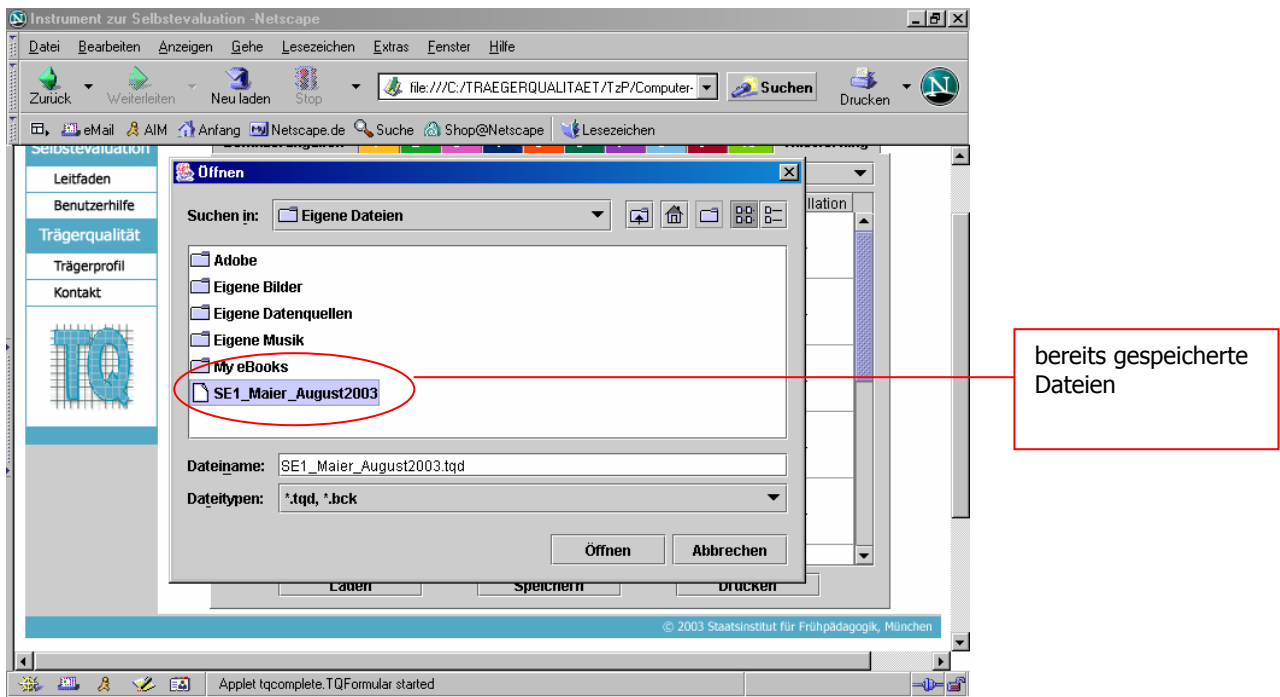 Instrument zur Selbstevaluation -Netscape
Datei Bearbeiten Anzeigen Gehe Lesezeichen Extras Fenster Hilfe
Zurück Weiterleiten Neu laden Stop file:///C:/TRAEGERQUALITAET/TzP/Computer- Suchen Drucken
eMail AIM Anfang Netscape.de Suche Shop@Netscape Lesezeichen
Selbstevaluation
Leitfaden
Benutzerhilfe
Trägerqualität
Trägerprofil
Kontakt
TQ
Öffnen
Suchen in: Eigene Dateien
llation
Adobe
Eigene Bilder
Eigene Datenquellen
Eigene Musik
My eBooks
SE1_Maier_August2003
Dateiname: SE1_Maier_August2003.tqd
Dateitypen: *.tqd, *.bck
Öffnen Abbrechen
Laden Speichern Drucken
bereits gespeicherte
Dateien
© 2003 Staatsinstitut für Frühpädagogik, München
Applet tqcomplete.TQFormular started